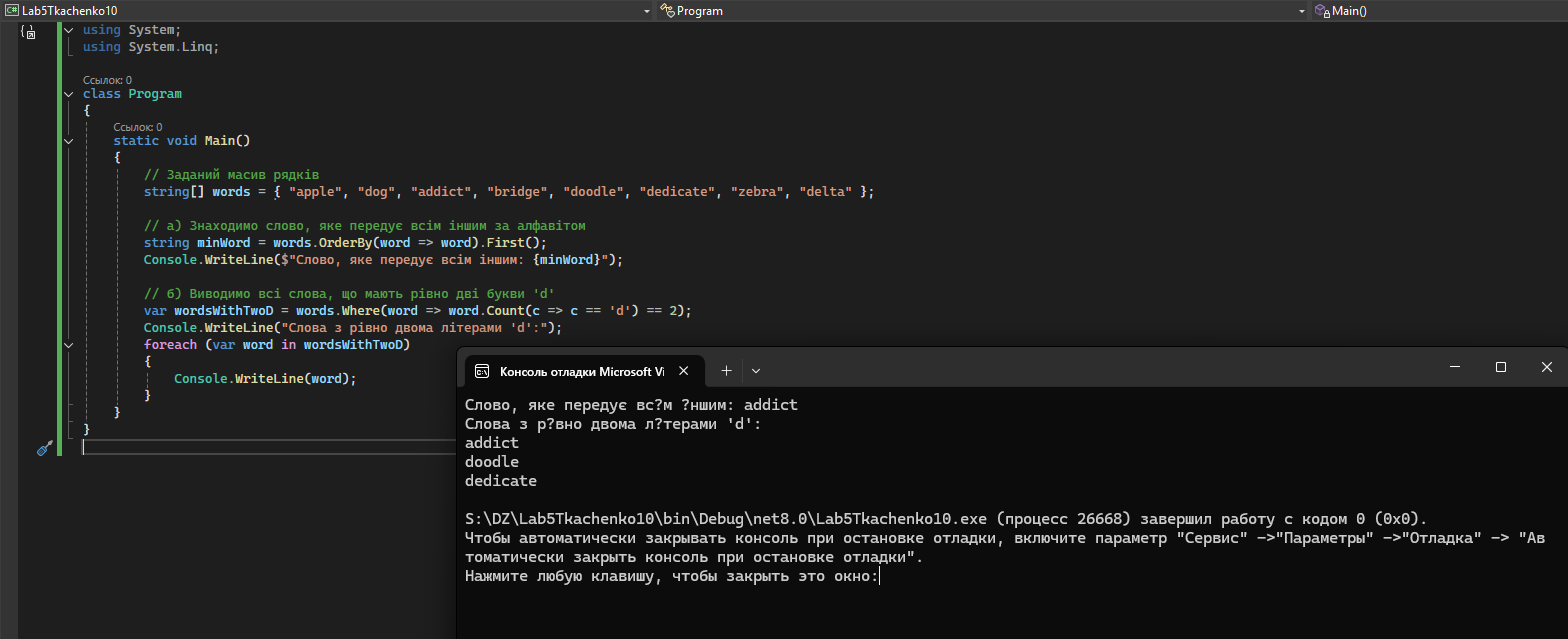 Lab5Tkachenko10
Program
Main()
using System;
using System.Linq;
Ссылок: 0
class Program
{
Ссылок: 0
static void Main()
{
// Заданий масив рядків
string[] words = { "apple", "dog", "addict", "bridge", "doodle", "dedicate", "zebra", "delta" };
// а) Знаходимо слово, яке передує всім іншим за алфавітом
string minWord = words.OrderBy(word => word).First();
Console.WriteLine($"Слово, яке передує всім іншим: {minWord}");
// б) Виводимо всі слова, що мають рівно дві букви 'd'
var wordsWithTwoD = words.Where(word => word.Count(c => c == 'd') == 2);
Console.WriteLine("Слова з рівно двома літерами 'd':");
foreach (var word in wordsWithTwoD)
{
Console.WriteLine(word);
}
}
}
Консоль отладки Microsoft Vi
Слово, яке передує вс?м ?ншим: addict
Слова з р?вно двома л?терами 'd':
addict
doodle
dedicate
S:\DZ\Lab5Tkachenko10\bin\Debug\net8.0\Lab5Tkachenko10.exe (процесс 26668) завершил работу с кодом 0 (0x0).
Чтобы автоматически закрывать консоль при остановке отладки, включите параметр "Сервис" ->"Параметры" ->"Отладка" -> "Ав
томатически закрыть консоль при остановке отладки".
Нажмите любую клавишу, чтобы закрыть это окно: